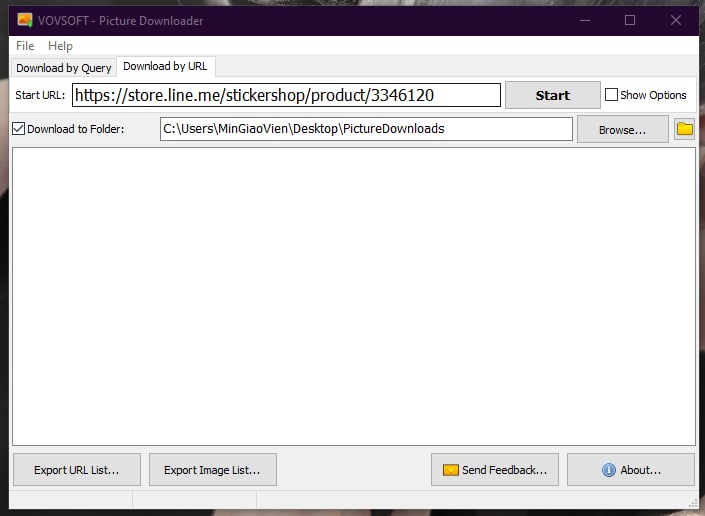 VOVSOFT - Picture Downloader
File Help
Download by Query Download by URL
Start URL: https://store.line.me/stickershop/product/3346120 Start Show Options
Download to Folder: C:\Users\MinGiaoVien\Desktop\PictureDownloads Browse...
Export URL List... Export Image List... Send Feedback... About...